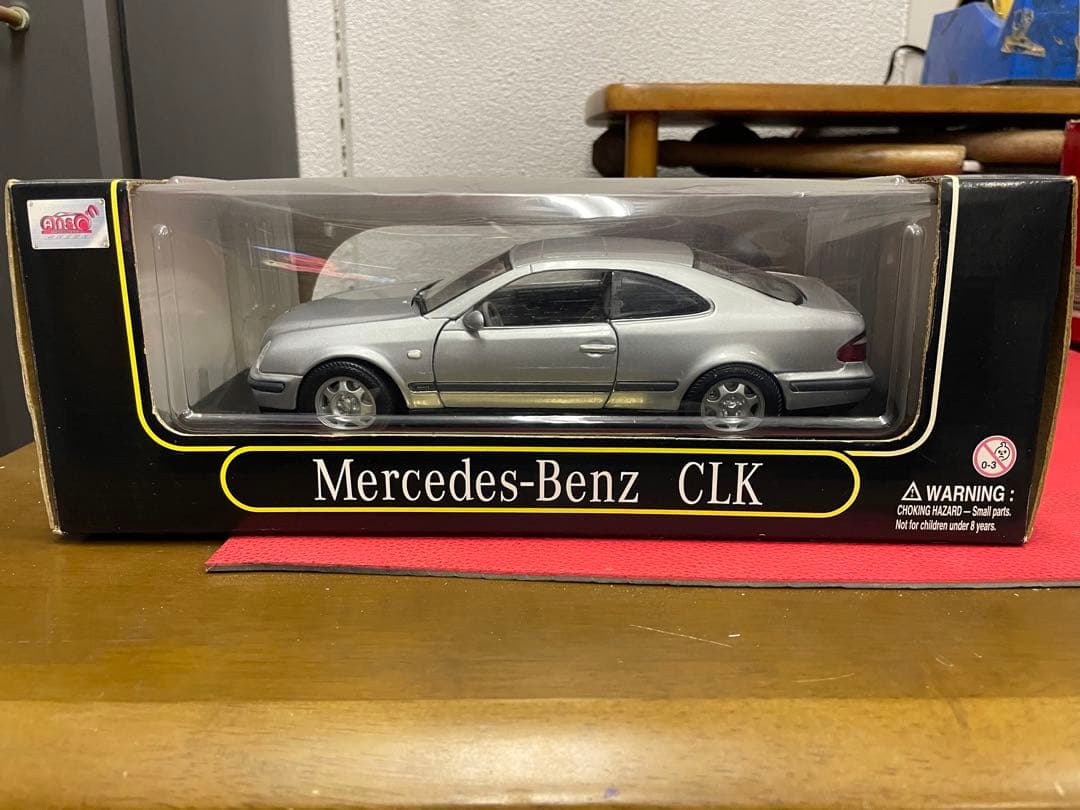 Mercedes-Benz CLK
0-3
WARNING :
CHOKING HAZARD — Small parts.
Not for children under 8 years.